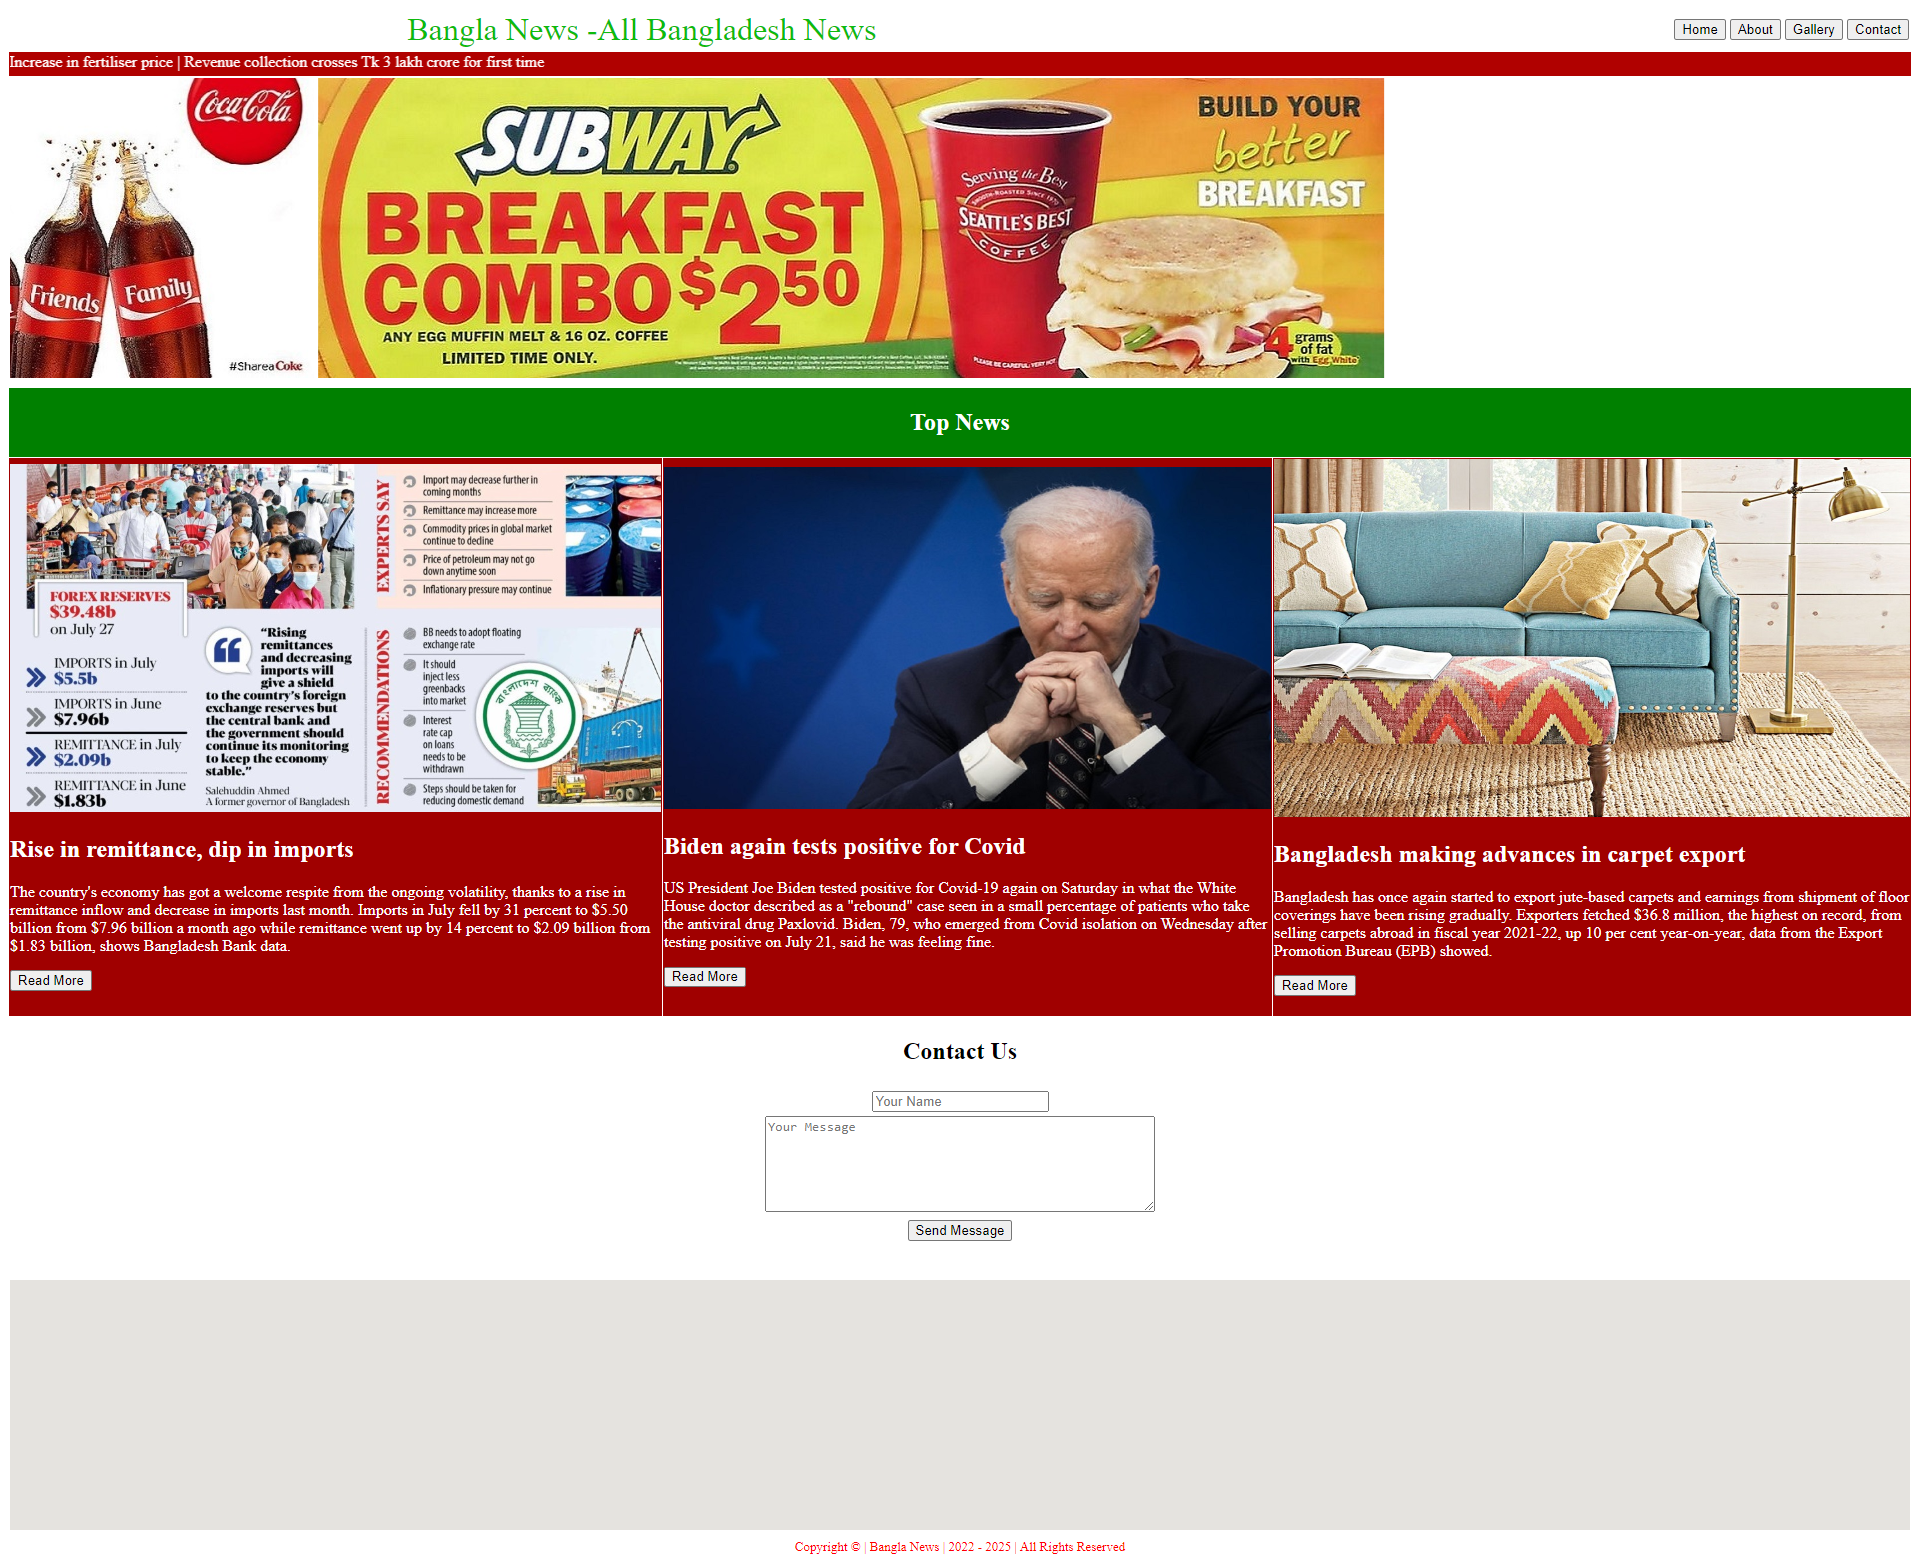 Bangla News -All Bangladesh News
Home About Gallery Contact
Increase in fertiliser price | Revenue collection crosses Tk 3 lakh crore for first time
Coca-Cola
Friends
Family
#ShareaCoke
SUBWAY
BREAKFAST
COMBO $2 50
ANY EGG MUFFIN MELT & 16 OZ. COFFEE
LIMITED TIME ONLY.
Serving the Best
SMOOTH-ROASTED SINCE 1970
SEATTLE'S BEST
COFFEE
PLEASE BE CAREFUL, VERY HOT
BUILD YOUR
better
BREAKFAST
4 grams
of fat
with Egg White
Top News
FOREX RESERVES
$39.48b
on July 27
IMPORTS in July
$5.5b
IMPORTS in June
$7.96b
REMITTANCE in July
$2.09b
REMITTANCE in June
$1.83b
“Rising
remittances
and decreasing
imports will
give a shield
to the country's foreign
exchange reserves but
the central bank and
the government should
continue its monitoring
to keep the economy
stable.”
Salehuddin Ahmed
A former governor of Bangladesh
EXPERTS SAY
Import may decrease further in
coming months
Remittance may increase more
Commodity prices in global market
continue to decline
Price of petroleum may not go
down anytime soon
Inflationary pressure may continue
RECOMMENDATIONS
BB needs to adopt floating
exchange rate
It should
inject less
greenbacks
into market
Interest
rate cap
on loans
needs to be
withdrawn
Steps should be taken for
reducing domestic demand
বাংলাদেশ ব্যাংক
Rise in remittance, dip in imports
The country's economy has got a welcome respite from the ongoing volatility, thanks to a rise in
remittance inflow and decrease in imports last month. Imports in July fell by 31 percent to $5.50
billion from $7.96 billion a month ago while remittance went up by 14 percent to $2.09 billion from
$1.83 billion, shows Bangladesh Bank data.
Read More
Biden again tests positive for Covid
US President Joe Biden tested positive for Covid-19 again on Saturday in what the White
House doctor described as a "rebound" case seen in a small percentage of patients who take
the antiviral drug Paxlovid. Biden, 79, who emerged from Covid isolation on Wednesday after
testing positive on July 21, said he was feeling fine.
Read More
Bangladesh making advances in carpet export
Bangladesh has once again started to export jute-based carpets and earnings from shipment of floor
coverings have been rising gradually. Exporters fetched $36.8 million, the highest on record, from
selling carpets abroad in fiscal year 2021-22, up 10 per cent year-on-year, data from the Export
Promotion Bureau (EPB) showed.
Read More
Contact Us
Your Name
Your Message
Send Message
Copyright © | Bangla News | 2022 - 2025 | All Rights Reserved